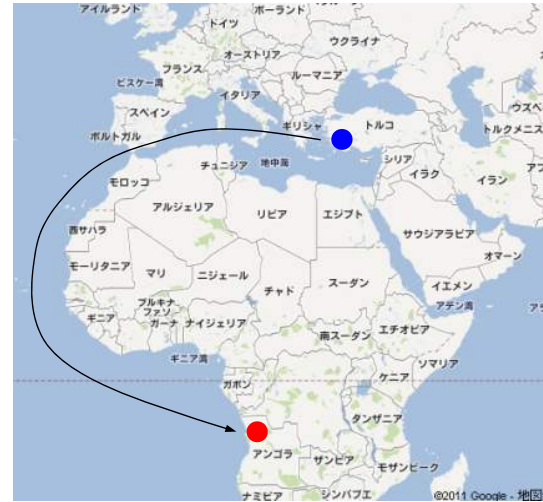 アイルランド
ポーランド
ドイツ
ウクライナ
オーストリア
フランス
ルーマニア
ビスケー湾
イタリア
ウズベ
スペイン
ギリシャ
トルコ
トルクメニス
ポルトガル
シリア
チュニジア
地中海
イラク
イラン
アフ
モロッコ
アルジェリア
リビア
エジプト
西サハラ
サウジアラビア
オマーン
モーリタニア
マリ
ニジェール
チャド
スーダン
イエメン
ブルキナ
ファソ
アデン湾
アラ
ギニア
ガーナ
ナイジェリア
南スーダン
エチオピア
ギニア湾
ソマリア
ガボン
ケニア
タンザニア
アンゴラ
ザンビア
モザンビーク
ナミビア
ジンバブエ
©2011 Google - 地図